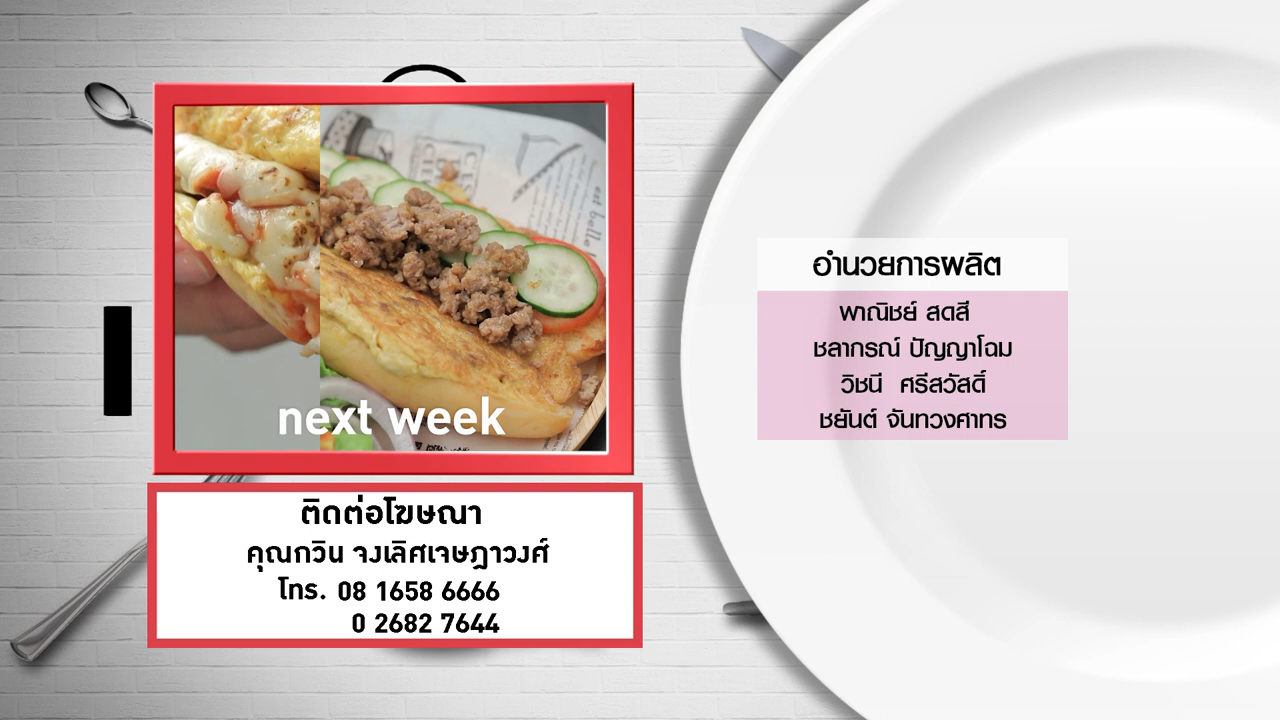 next week
ติดต่อโฆษณา
คุณกวิน จงเลิศเจษฎาวงศ์
โทร. 08 1658 6666
0 2682 7644
อำนวยการผลิต
พาณิชย์ สดสี
ชลากรณ์ ปัญญาโฉม
วิชนี ศรีสวัสดิ์
ชยันต์ จันทวงศาทร